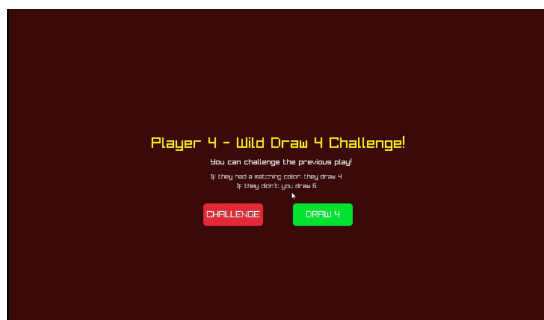 Player 4 - Wild Draw 4 Challenge!
You can challenge the previous play!
If they had a matching color: they draw 4
If they didn't: you draw 6
CHALLENGE
DRAW 4